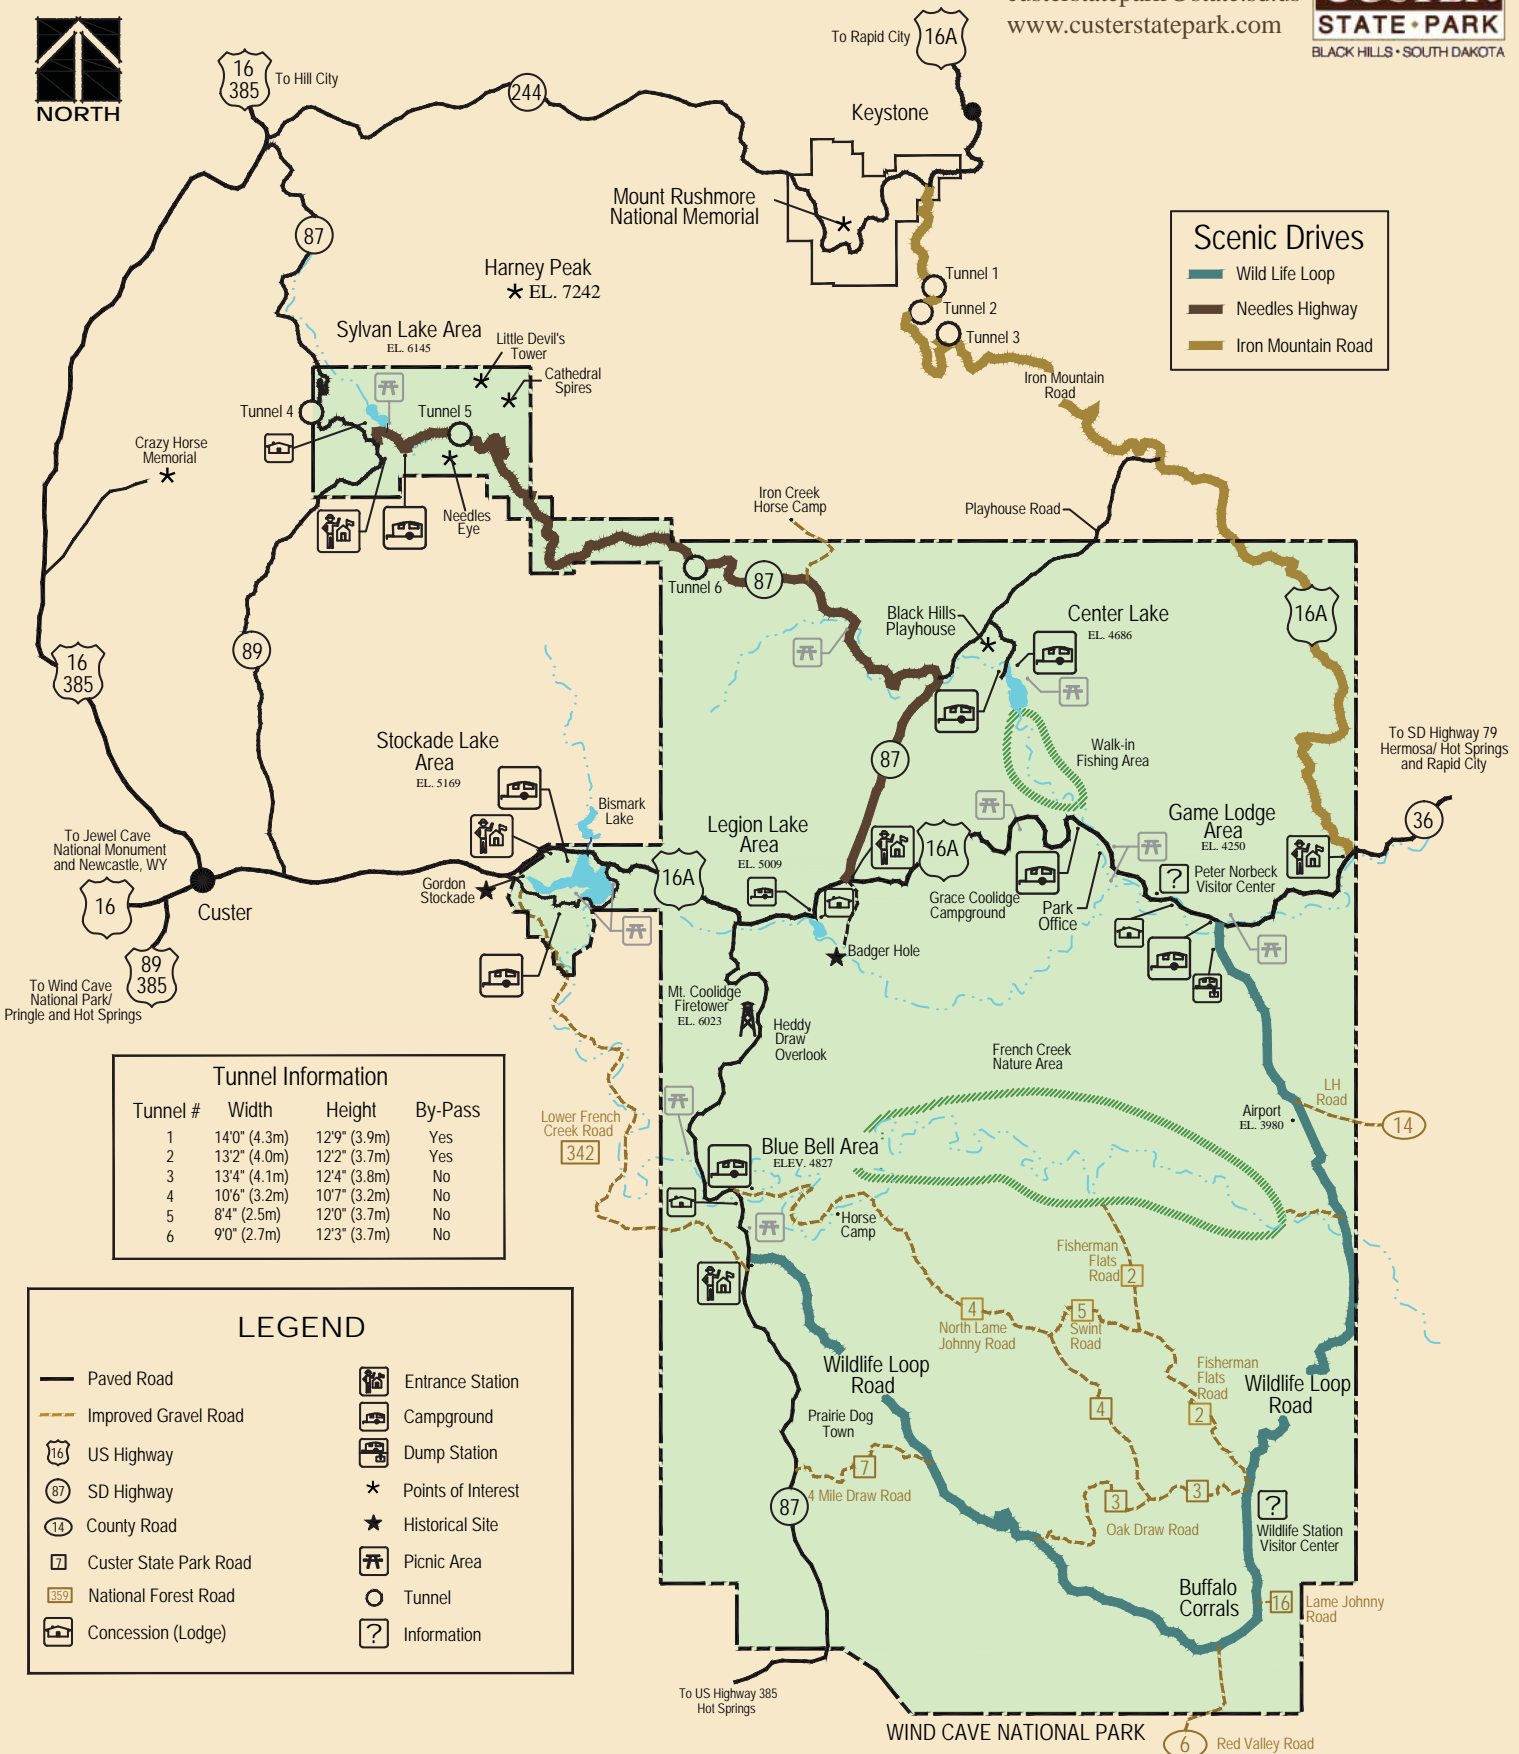 www.custerstatepark.com
STATE • PARK
BLACK HILLS • SOUTH DAKOTA
NORTH
16
385
To Hill City
244
To Rapid City
16A
Keystone
Mount Rushmore
National Memorial
87
Harney Peak
EL. 7242
Scenic Drives
Wild Life Loop
Needles Highway
Iron Mountain Road
Tunnel 1
Tunnel 2
Tunnel 3
Sylvan Lake Area
EL. 6145
Little Devil's
Tower
Cathedral
Spires
Iron Mountain
Road
Tunnel 4
Tunnel 5
Crazy Horse
Memorial
Needles
Eye
Iron Creek
Horse Camp
Playhouse Road
Tunnel 6
87
Black Hills
Playhouse
Center Lake
EL. 4686
16A
89
16
385
Stockade Lake
Area
EL. 5169
Bismark
Lake
87
Walk-in
Fishing Area
To SD Highway 79
Hermosa/ Hot Springs
and Rapid City
36
To Jewel Cave
National Monument
and Newcastle, WY
16
Custer
Gordon
Stockade
16A
Legion Lake
Area
EL. 5009
16A
Game Lodge
Area
EL. 4250
?
Peter Norbeck
Visitor Center
Grace Coolidge
Campground
Park
Office
Badger Hole
89
385
To Wind Cave
National Park/
Pringle and Hot Springs
Mt. Coolidge
Firetower
EL. 6023
Heddy
Draw
Overlook
French Creek
Nature Area
LH
Road
14
Airport
EL. 3980
Tunnel Information
Tunnel # Width Height By-Pass
1 14'0" (4.3m) 12'9" (3.9m) Yes
2 13'2" (4.0m) 12'2" (3.7m) Yes
3 13'4" (4.1m) 12'4" (3.8m) No
4 10'6" (3.2m) 10'7" (3.2m) No
5 8'4" (2.5m) 12'0" (3.7m) No
6 9'0" (2.7m) 12'3" (3.7m) No
Lower French
Creek Road
342
Blue Bell Area
ELEV. 4827
Horse
Camp
Fisherman
Flats
Road
2
4
North Lame
Johnny Road
5
Swint
Road
Fisherman
Flats
Road
2
4
Wildlife Loop
Road
Wildlife Loop
Road
Prairie Dog
Town
7
4 Mile Draw Road
87
3
3
Oak Draw Road
?
Wildlife Station
Visitor Center
Buffalo
Corrals
16
Lame Johnny
Road
To US Highway 385
Hot Springs
WIND CAVE NATIONAL PARK
6
Red Valley Road
LEGEND
Paved Road
Improved Gravel Road
16
US Highway
87
SD Highway
14
County Road
7
Custer State Park Road
359
National Forest Road
Concession (Lodge)
Entrance Station
Campground
Dump Station
Points of Interest
Historical Site
Picnic Area
Tunnel
?
Information